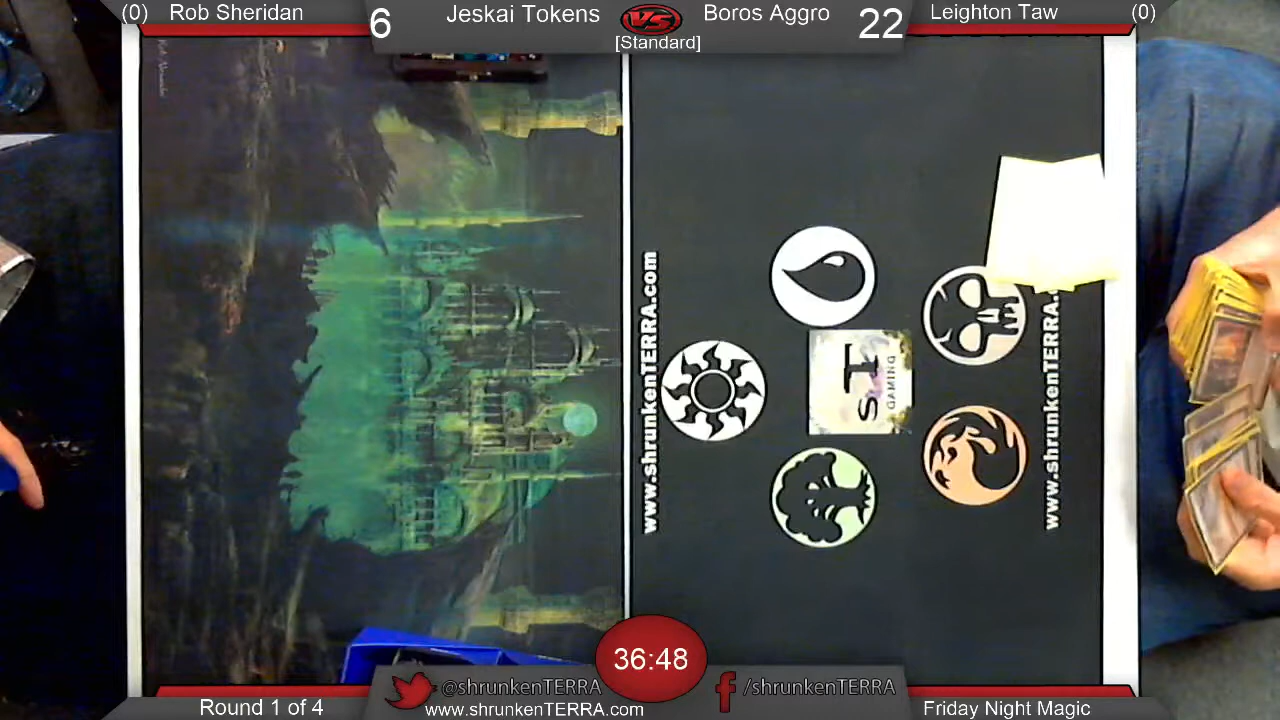 (0) Rob Sheridan
6
Jeskai Tokens
VS
Boros Aggro
22
Leighton Taw
(0)
[Standard]
www.shrunkenTERRA.com
sT
GAMING
www.shrunkenTERRA.
36:48
@shrunkenTERRA
/shrunkenTERRA
Round 1 of 4
www.shrunkenTERRA.com
Friday Night Magic